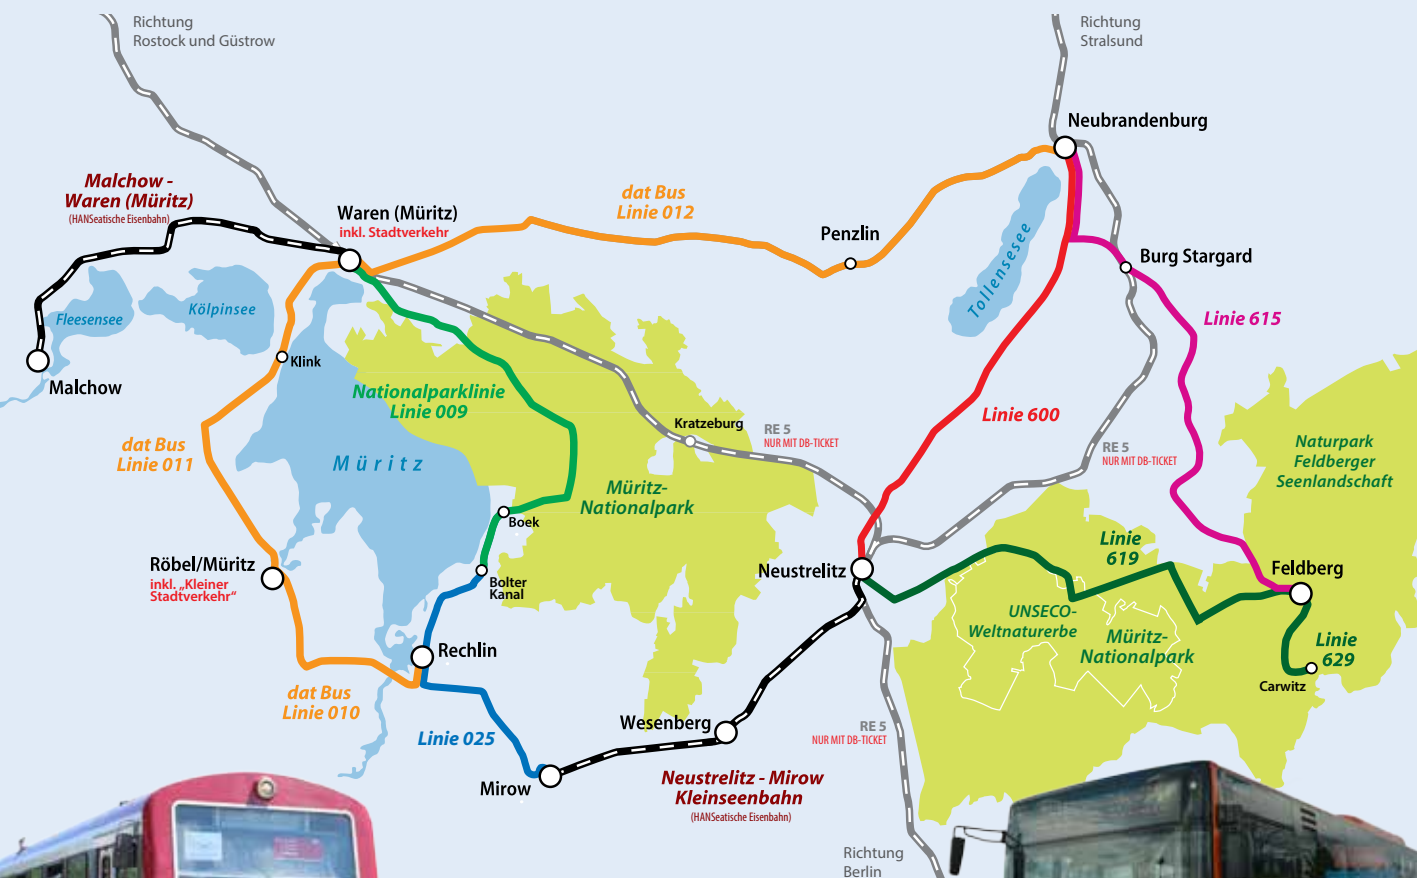 Richtung
Rostock und Güstrow
Richtung
Stralsund
Neubrandenburg
Malchow -
Waren (Müritz)
(HANSeatische Eisenbahn)
dat Bus
Linie 012
Waren (Müritz)
inkl. Stadtverkehr
Penzlin
Burg Stargard
Tollensesee
Fleesensee
Kölpinsee
Linie 615
Klink
Malchow
Nationalparklinie
Linie 009
Linie 600
Kratzeburg
RE 5
NUR MIT DB-TICKET
dat Bus
Linie 011
Müritz
RE 5
NUR MIT DB-TICKET
Naturpark
Feldberger
Seenlandschaft
Müritz-
Nationalpark
Boek
Linie
619
Röbel/Müritz
inkl. „Kleiner
Stadtverkehr“
Bolter
Kanal
Neustrelitz
Feldberg
UNSECO-
Weltnaturerbe
Müritz-
Nationalpark
Linie
629
Rechlin
Carwitz
dat Bus
Linie 010
Linie 025
Wesenberg
RE 5
NUR MIT DB-TICKET
Mirow
Neustrelitz - Mirow
Kleinseenbahn
(HANSeatische Eisenbahn)
Richtung
Berlin